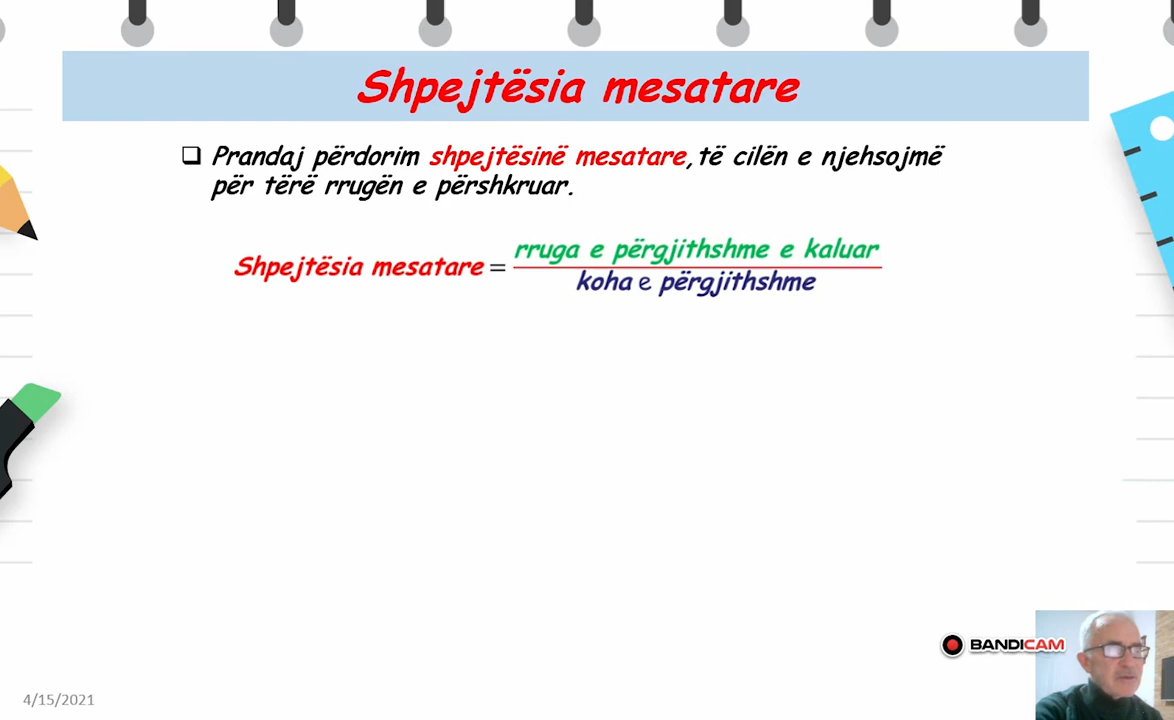 Shpejtësia mesatare
❑ Prandaj përdorim shpejtësinë mesatare, të cilën e njehsojmë
për tërë rrugën e përshkruar.
rruga e përgjithshme e kaluar
Shpejtësia mesatare =
koha e përgjithshme
BANDICAM
4/15/2021